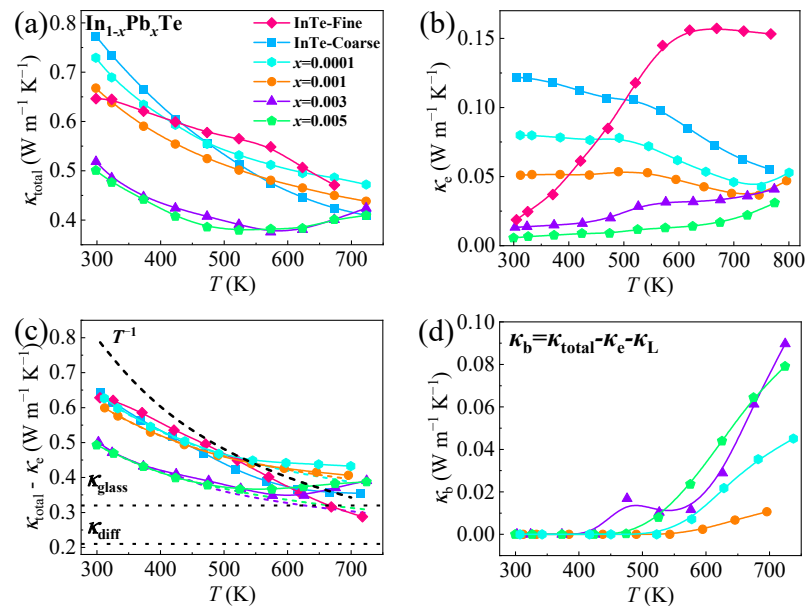 (a)
In1-xPbxTe
InTe-Fine
InTe-Coarse
x=0.0001
x=0.001
x=0.003
x=0.005
κtotal (W m⁻¹ K⁻¹)
0.8
0.7
0.6
0.5
0.4
300 400 500 600 700 800
T (K)
(b)
κe (W m⁻¹ K⁻¹)
0.15
0.10
0.05
0.00
300 400 500 600 700 800
T (K)
(c)
T⁻¹
κtotal - κe (W m⁻¹ K⁻¹)
0.8
0.7
0.6
0.5
0.4
0.3
0.2
κglass
κdiff
300 400 500 600 700 800
T (K)
(d)
κb=κtotal-κe-κL
κb (W m⁻¹ K⁻¹)
0.10
0.08
0.06
0.04
0.02
0.00
300 400 500 600 700 800
T (K)